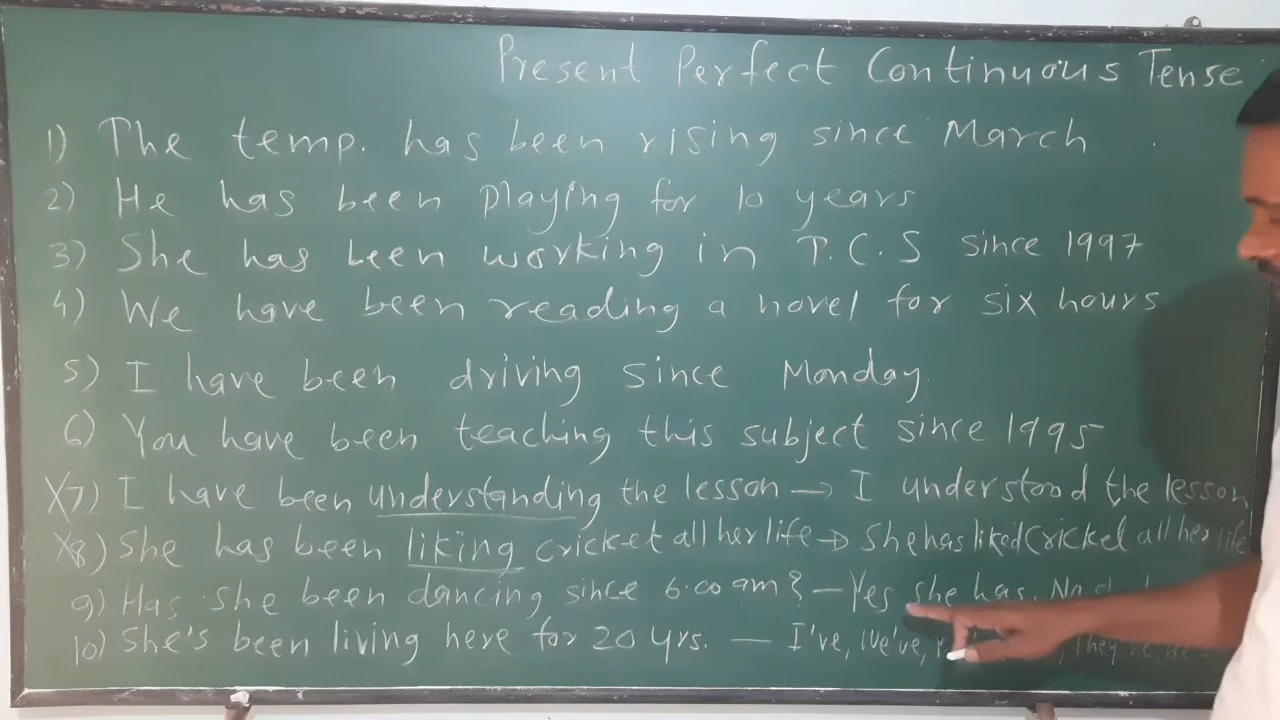 Present Perfect Continuous Tense
1) The temp. has been rising since March
2) He has been playing for 10 years
3) She has been working in T.C.S since 1997
4) We have been reading a novel for six hours
5) I have been driving since Monday.
6) You have been teaching this subject since 1995
X7) I have been understanding the lesson → I understood the lesson
X8) She has been liking cricket all her life → She has liked Cricket all her life
9) Has she been dancing since 6.00 am? – Yes she has. No
10) She's been living here for 20 yrs. — I've, We've, They've,